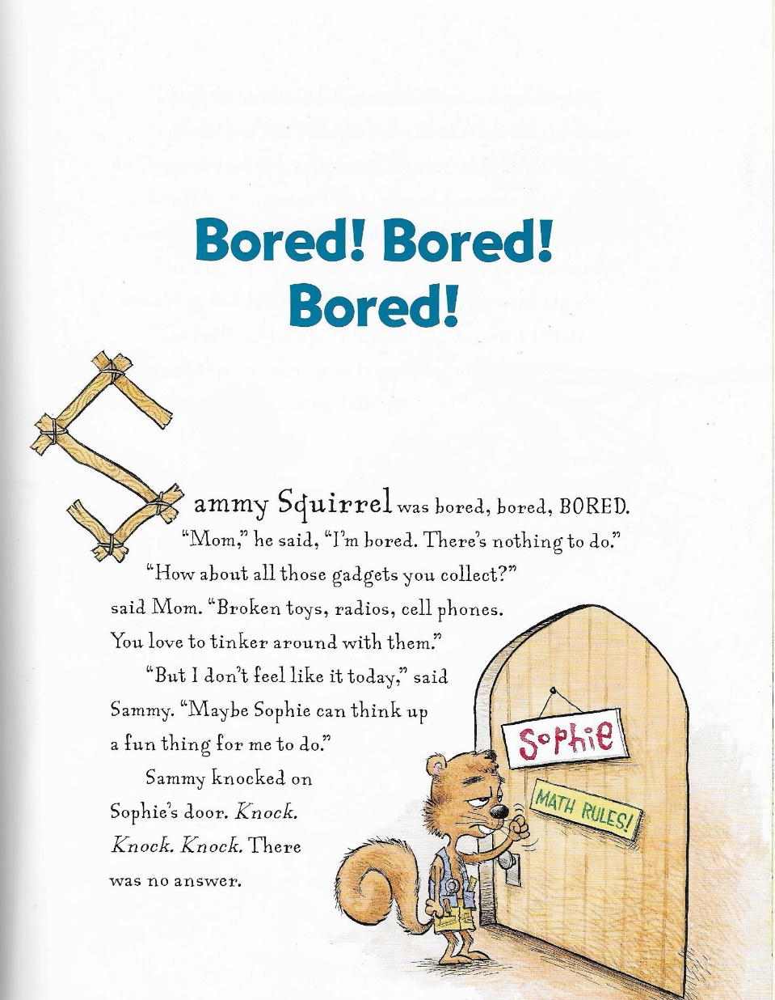 Bored! Bored!
Bored!
Sammy Squirrel was bored, bored, BORED.
“Mom,” he said, “I’m bored. There’s nothing to do.”
“How about all those gadgets you collect?”
said Mom. “Broken toys, radios, cell phones.
You love to tinker around with them.”
“But I don’t feel like it today,” said
Sammy. “Maybe Sophie can think up
a fun thing for me to do.”
Sammy knocked on
Sophie’s door. Knock.
Knock. Knock. There
was no answer.
Sophie
MATH RULES!